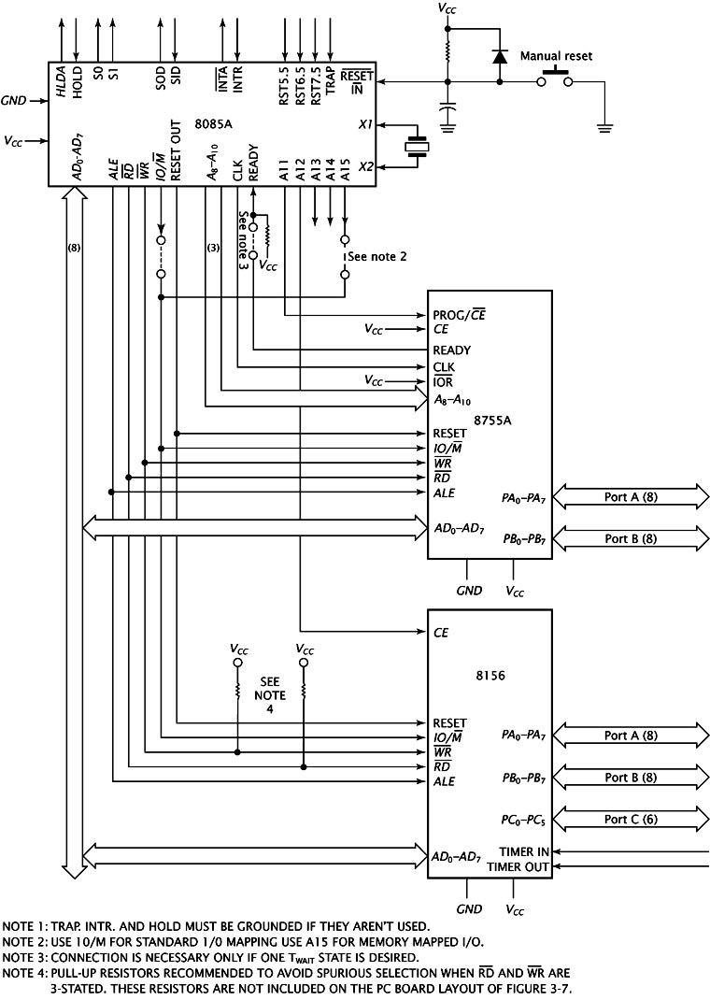 VCC
Manual reset
HLDA HOLD S0 S1 SOD SID INTA INTR RST5.5 RST6.5 RST7.5 TRAP RESET IN
GND
VCC
8085A
X1
X2
AD0-AD7 ALE RD WR IO/M RESET OUT A8-A10 CLK READY A11 A12 A13 A14 A15
(8)
(3)
See note 3
VCC
See note 2
PROG/CE
VCC CE
READY
CLK
VCC IOR
A8-A10
8755A
RESET
IO/M
WR
RD
ALE
PA0-PA7 Port A (8)
AD0-AD7
PB0-PB7 Port B (8)
GND VCC
CE
VCC VCC
8156
SEE
NOTE
4
RESET
IO/M
WR
RD
ALE
PA0-PA7 Port A (8)
PB0-PB7 Port B (8)
PC0-PC5 Port C (6)
AD0-AD7
TIMER IN
TIMER OUT
GND VCC
NOTE 1: TRAP. INTR. AND HOLD MUST BE GROUNDED IF THEY AREN'T USED.
NOTE 2: USE 10/M FOR STANDARD 1/0 MAPPING USE A15 FOR MEMORY MAPPED I/O.
NOTE 3: CONNECTION IS NECESSARY ONLY IF ONE TWAIT STATE IS DESIRED.
NOTE 4: PULL-UP RESISTORS RECOMMENDED TO AVOID SPURIOUS SELECTION WHEN RD AND WR ARE
3-STATED. THESE RESISTORS ARE NOT INCLUDED ON THE PC BOARD LAYOUT OF FIGURE 3-7.